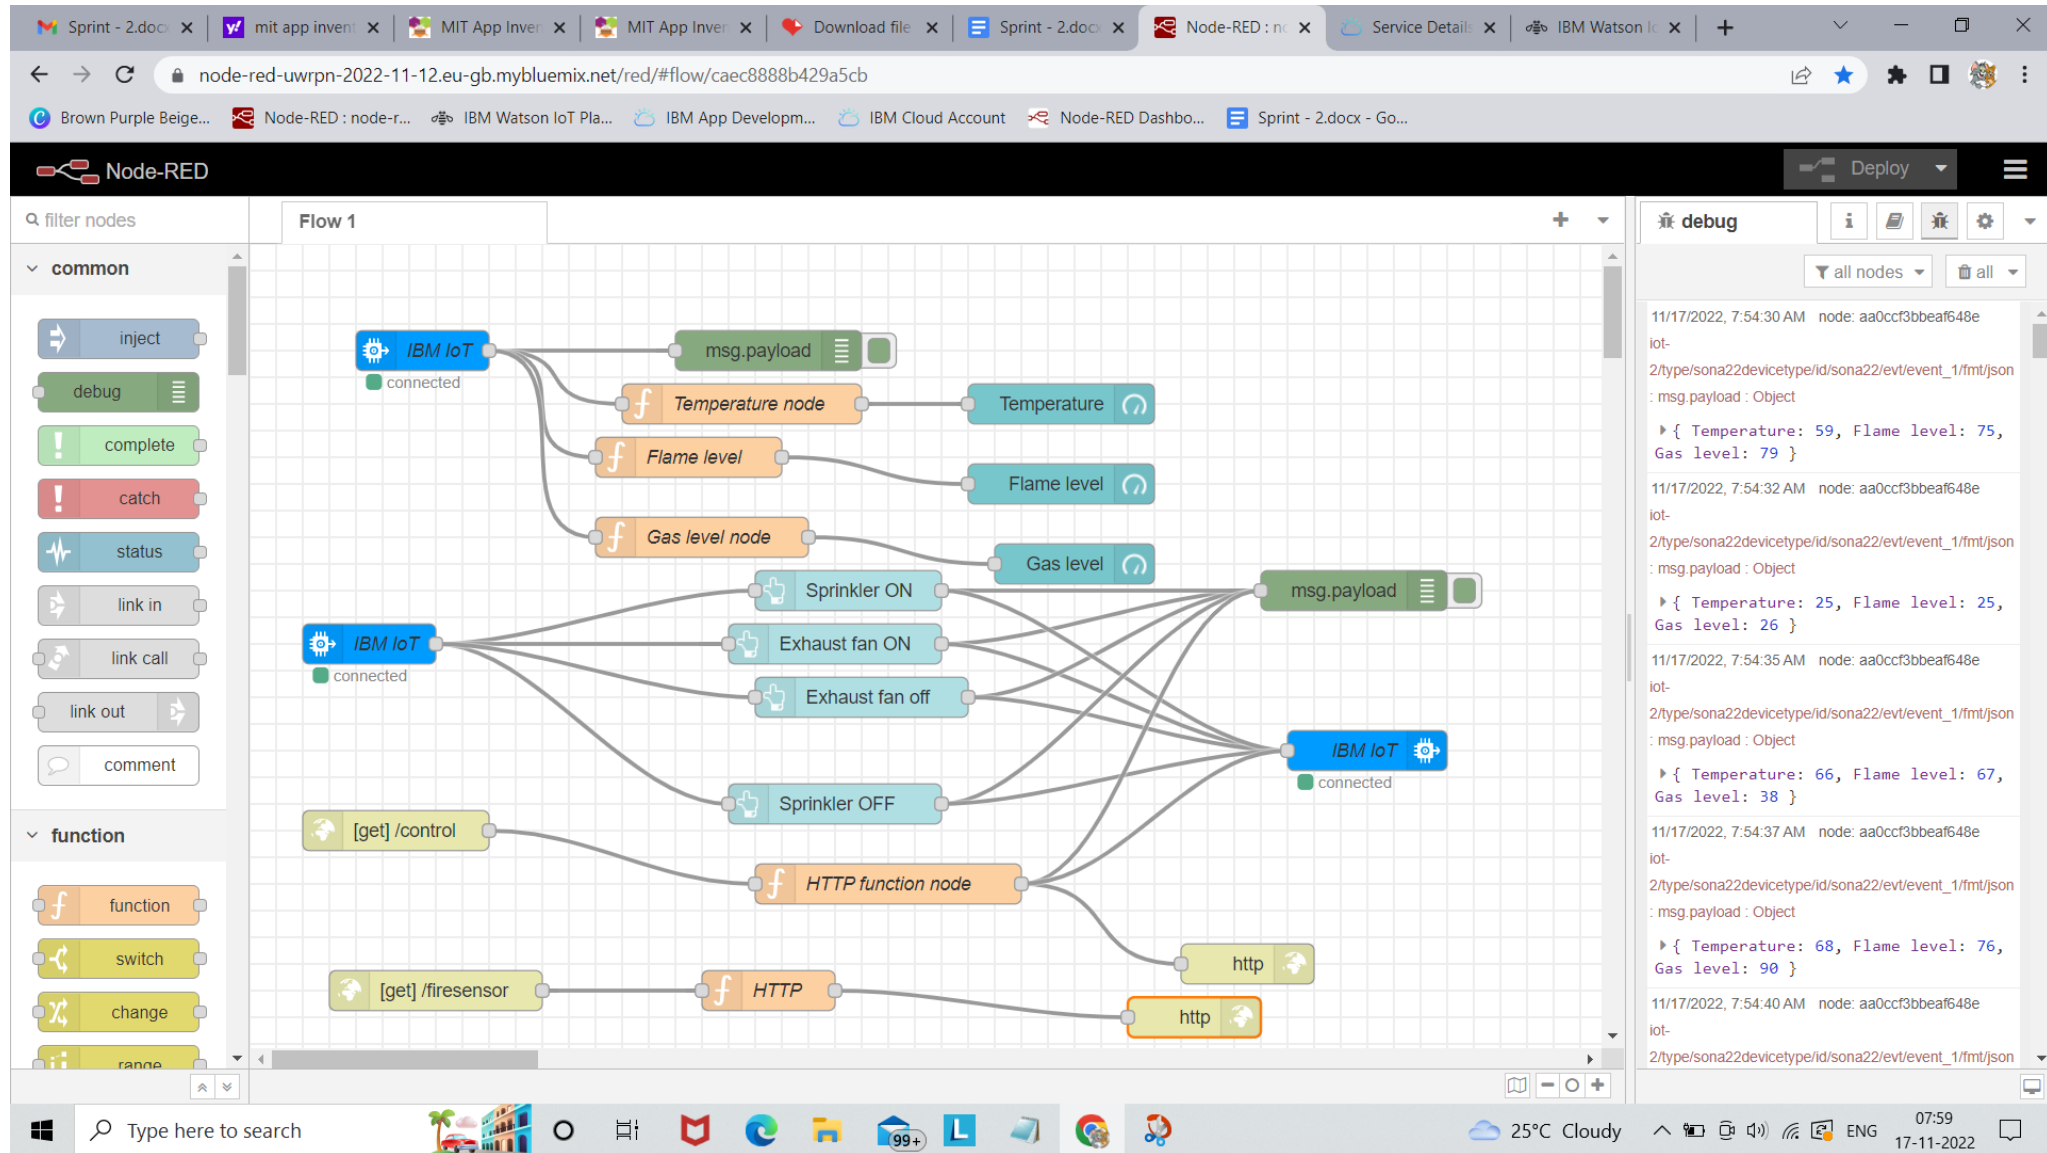 Sprint - 2.doc
mit app invent
MIT App Inven
MIT App Inven
Download file
Sprint - 2.doc
Node-RED : no
Service Details
IBM Watson Io
node-red-uwrpn-2022-11-12.eu-gb.mybluemix.net/red/#flow/caec8888b429a5cb
Brown Purple Beige...
Node-RED : node-r...
IBM Watson IoT Pla...
IBM App Developm...
IBM Cloud Account
Node-RED Dashbo...
Sprint - 2.docx - Go...
Node-RED
Deploy
filter nodes
Flow 1
debug
common
all nodes
all
inject
debug
complete
catch
status
link in
link call
link out
comment
function
function
switch
change
range
IBM IoT
connected
msg.payload
Temperature node
Temperature
Flame level
Flame level
Gas level node
Gas level
Sprinkler ON
msg.payload
IBM IoT
connected
Exhaust fan ON
Exhaust fan off
IBM IoT
connected
Sprinkler OFF
[get] /control
HTTP function node
http
[get] /firesensor
HTTP
http
11/17/2022, 7:54:30 AM node: aa0ccf3bbeaf648e
iot-
2/type/sona22devicetype/id/sona22/evt/event_1/fmt/json
: msg.payload : Object
{ Temperature: 59, Flame level: 75,
Gas level: 79 }
11/17/2022, 7:54:32 AM node: aa0ccf3bbeaf648e
iot-
2/type/sona22devicetype/id/sona22/evt/event_1/fmt/json
: msg.payload : Object
{ Temperature: 25, Flame level: 25,
Gas level: 26 }
11/17/2022, 7:54:35 AM node: aa0ccf3bbeaf648e
iot-
2/type/sona22devicetype/id/sona22/evt/event_1/fmt/json
: msg.payload : Object
{ Temperature: 66, Flame level: 67,
Gas level: 38 }
11/17/2022, 7:54:37 AM node: aa0ccf3bbeaf648e
iot-
2/type/sona22devicetype/id/sona22/evt/event_1/fmt/json
: msg.payload : Object
{ Temperature: 68, Flame level: 76,
Gas level: 90 }
11/17/2022, 7:54:40 AM node: aa0ccf3bbeaf648e
iot-
2/type/sona22devicetype/id/sona22/evt/event_1/fmt/json
Type here to search
99+
L
25°C Cloudy
ENG
07:59
17-11-2022